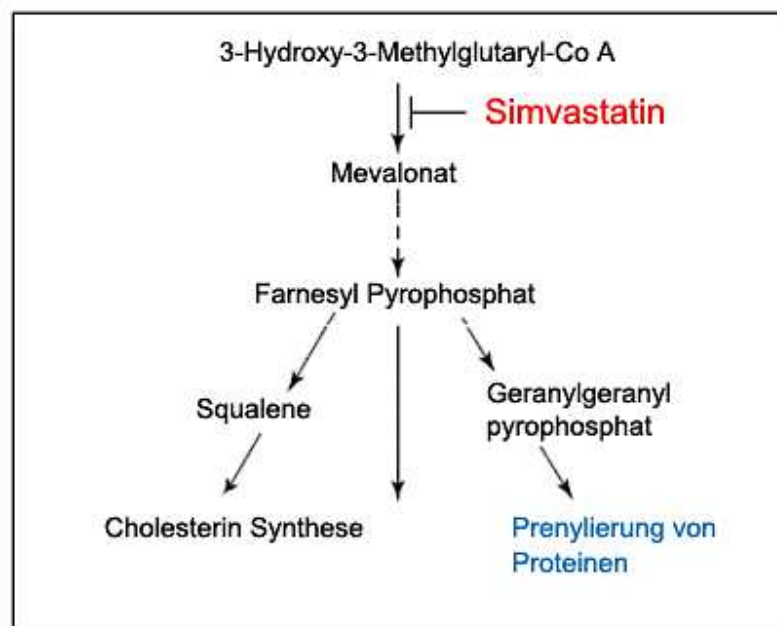 3-Hydroxy-3-Methylglutaryl-Co A
Simvastatin
Mevalonat
Farnesyl Pyrophosphat
Squalene
Geranylgeranyl
pyrophosphat
Cholesterin Synthese
Prenylierung von
Proteinen